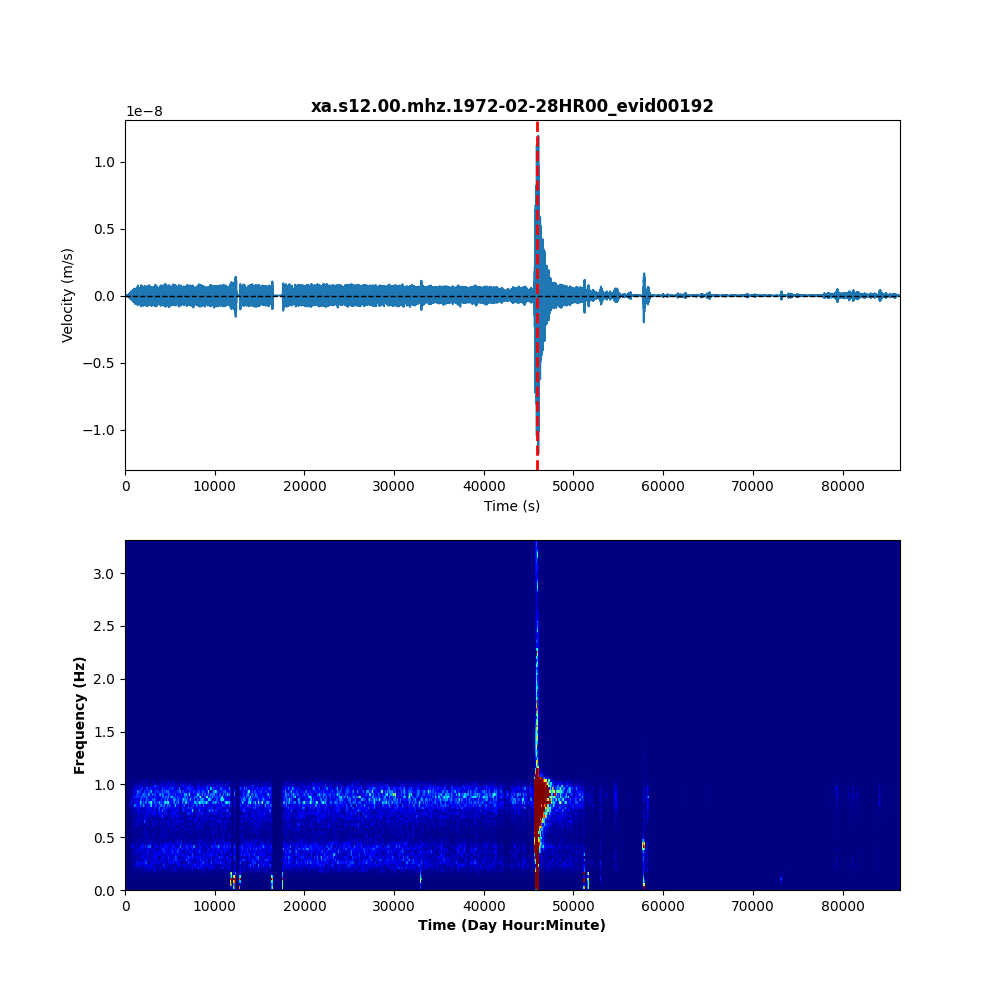 xa.s12.00.mhz.1972-02-28HR00_evid00192
1e−8
1.0
0.5
0.0
−0.5
−1.0
Velocity (m/s)
0 10000 20000 30000 40000 50000 60000 70000 80000
Time (s)
3.0
2.5
2.0
1.5
1.0
0.5
0.0
Frequency (Hz)
0 10000 20000 30000 40000 50000 60000 70000 80000
Time (Day Hour:Minute)